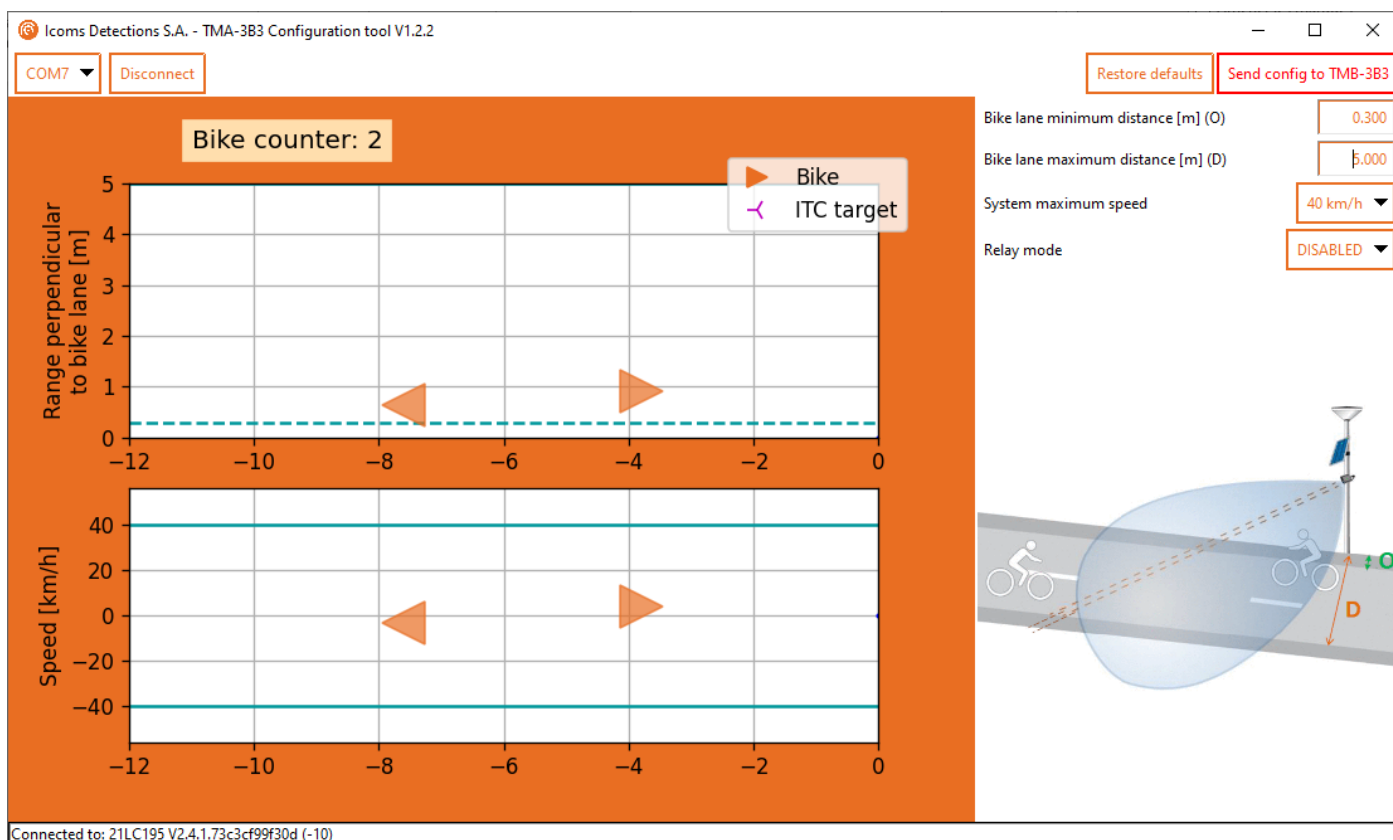 Icoms Detections S.A. - TMA-3B3 Configuration tool V1.2.2
COM7 Disconnect Restore defaults Send config to TMB-3B3
Bike counter: 2
Bike
ITC target
Range perpendicular
to bike lane [m]
5
4
3
2
1
0
−12 −10 −8 −6 −4 −2 0
Speed [km/h]
40
20
0
−20
−40
−12 −10 −8 −6 −4 −2 0
Bike lane minimum distance [m] (O) 0.300
Bike lane maximum distance [m] (D) 5.000
System maximum speed 40 km/h
Relay mode DISABLED
O
D
Connected to: 21LC195 V2.4.1.73c3cf99f30d (-10)